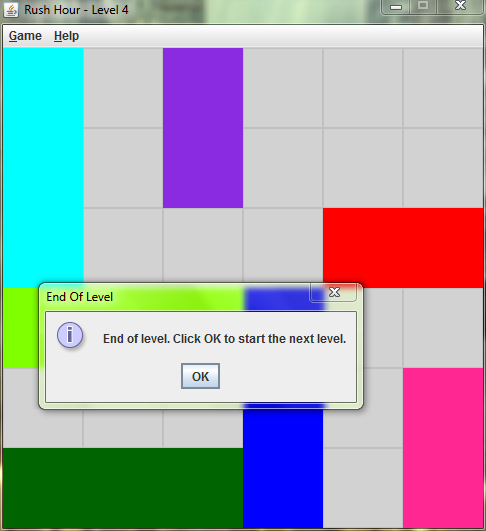 Rush Hour - Level 4
Game Help
End Of Level
End of level. Click OK to start the next level.
OK